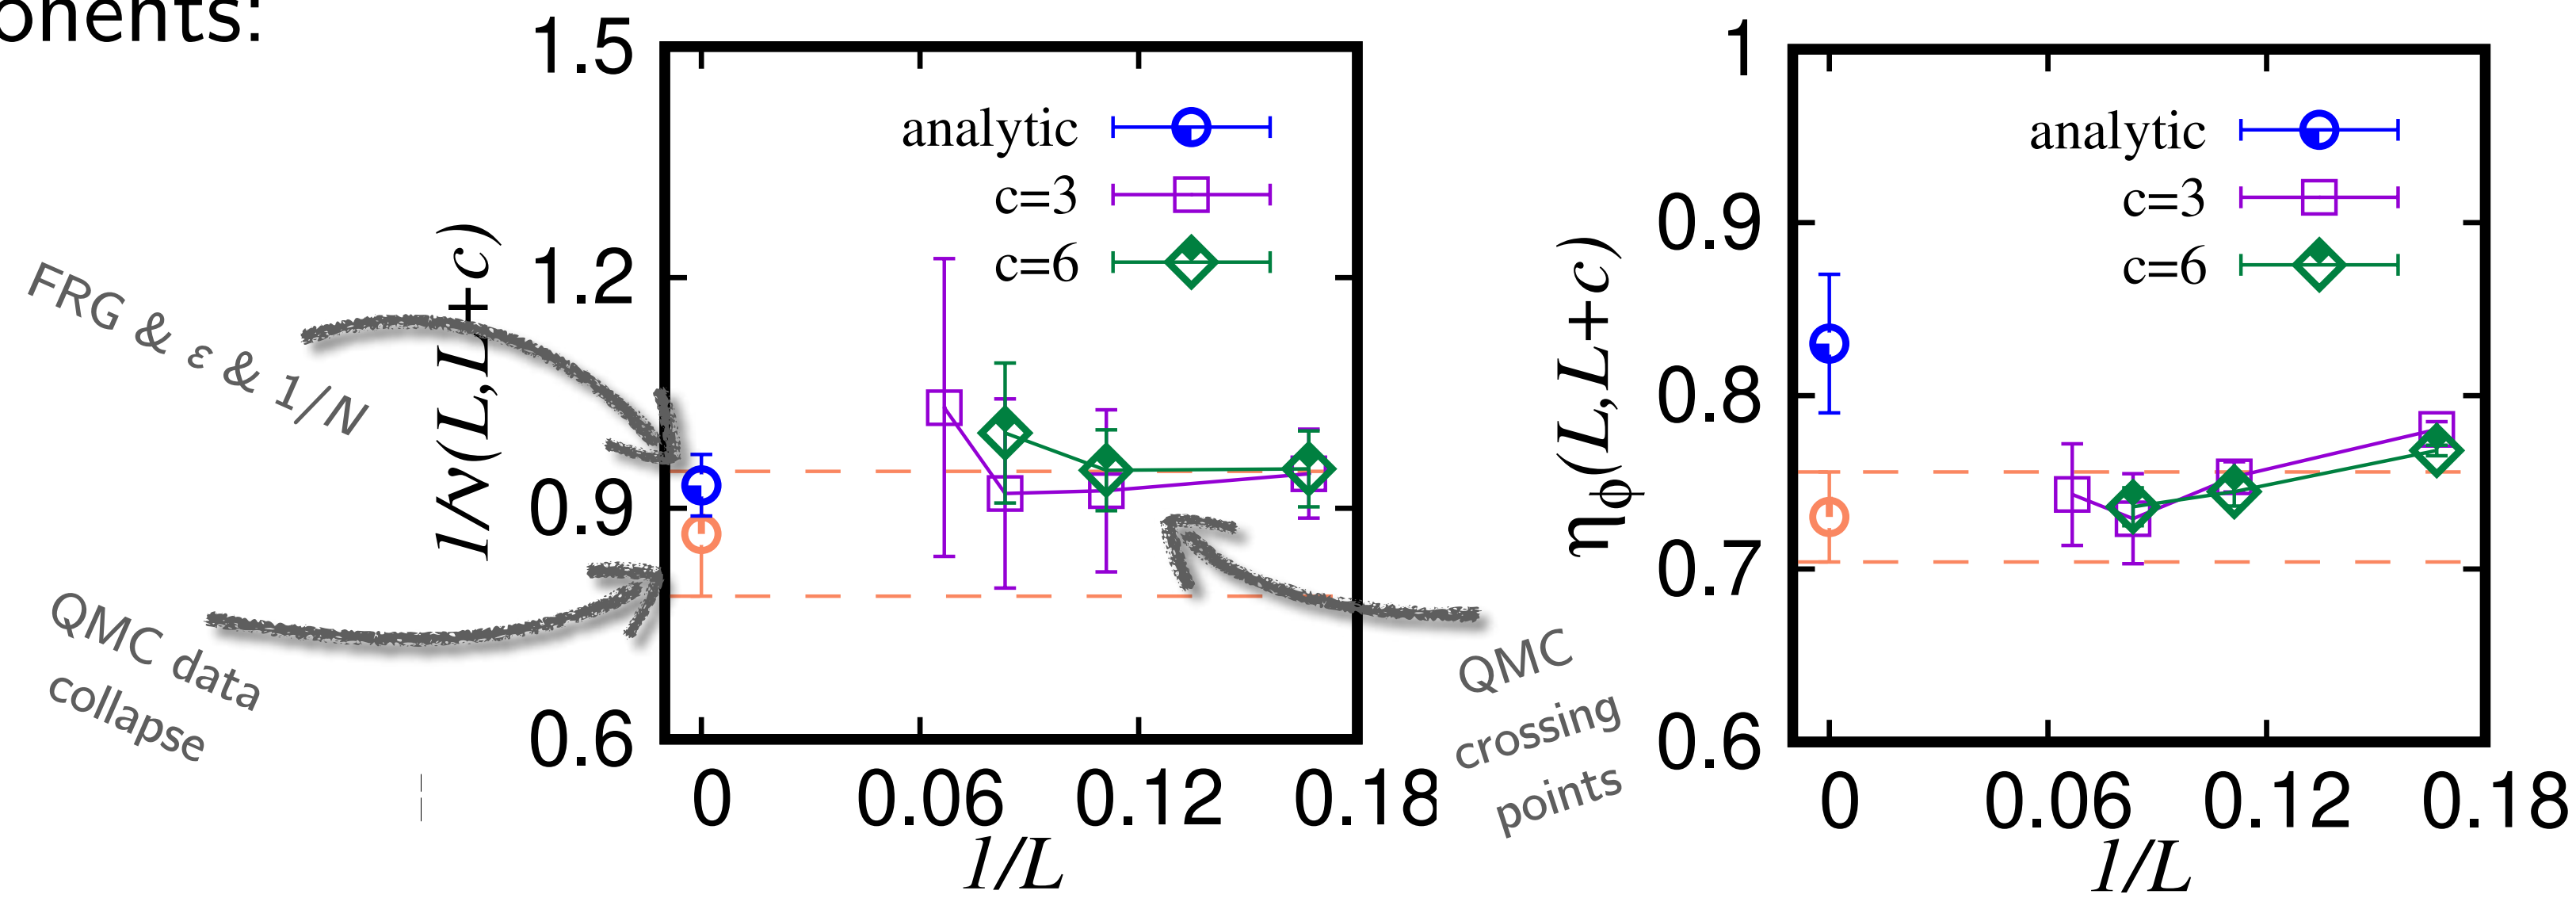 onents:
1.5
1.2
0.9
0.6
1/ν(L,L+c)
analytic
c=3
c=6
0 0.06 0.12 0.18
1/L
FRG & ε & 1/N
QMC data
collapse
QMC
crossing
points
1
0.9
0.8
0.7
0.6
ηϕ(L,L+c)
analytic
c=3
c=6
0 0.06 0.12 0.18
1/L